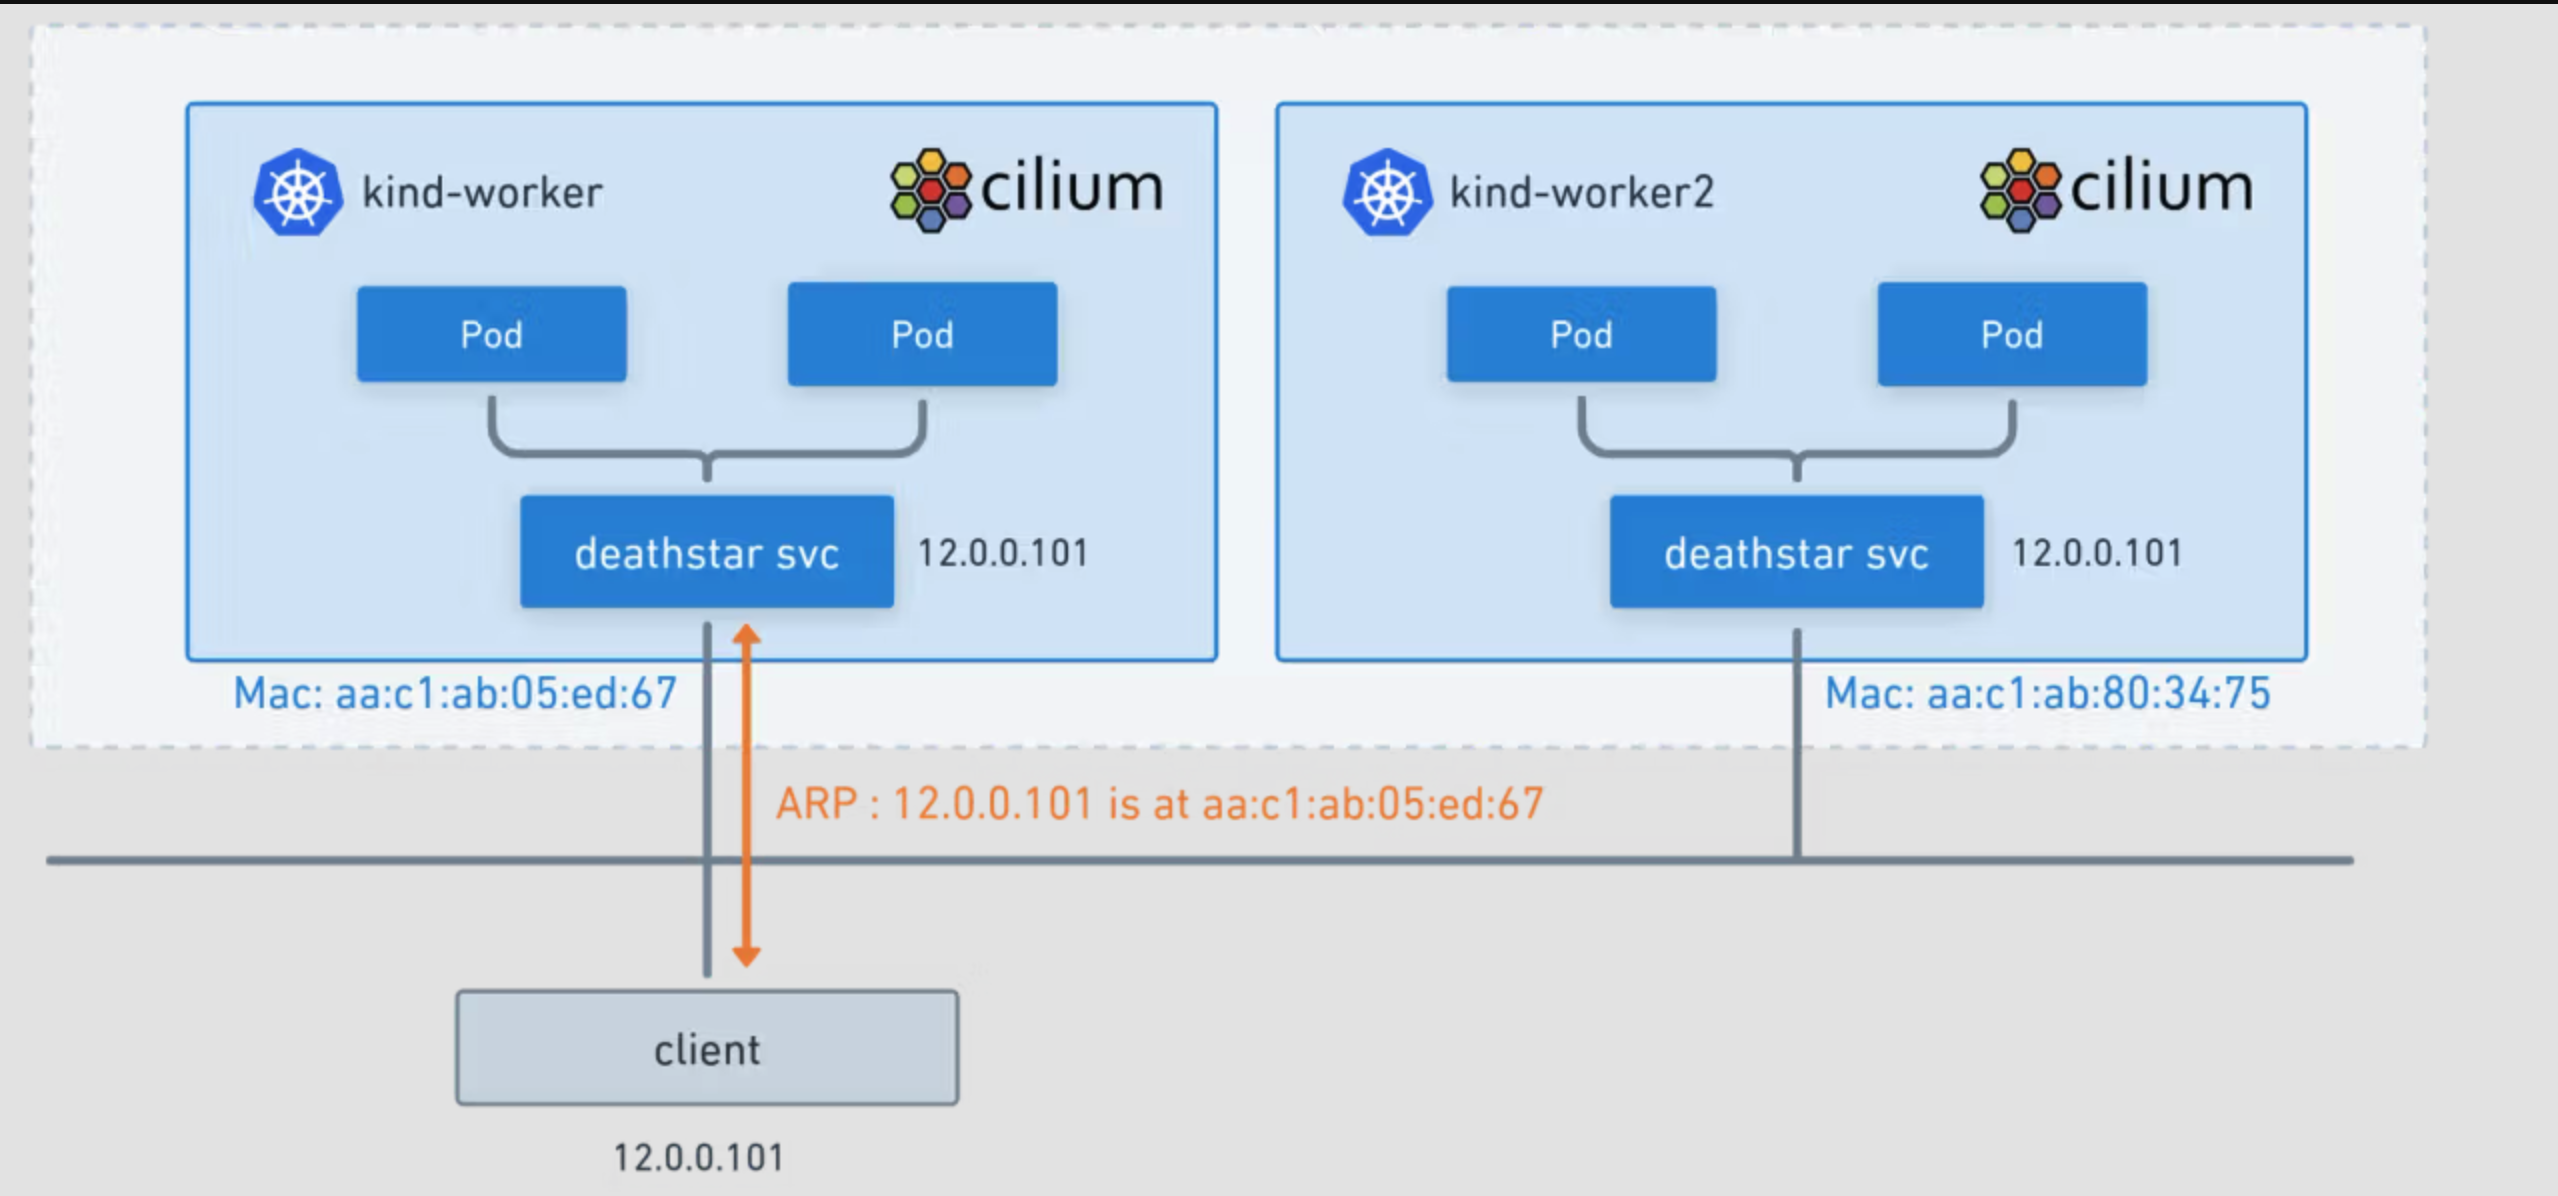 kind-worker
cilium
kind-worker2
cilium
Pod
Pod
Pod
Pod
deathstar svc
12.0.0.101
deathstar svc
12.0.0.101
Mac: aa:c1:ab:05:ed:67
Mac: aa:c1:ab:80:34:75
ARP : 12.0.0.101 is at aa:c1:ab:05:ed:67
client
12.0.0.101